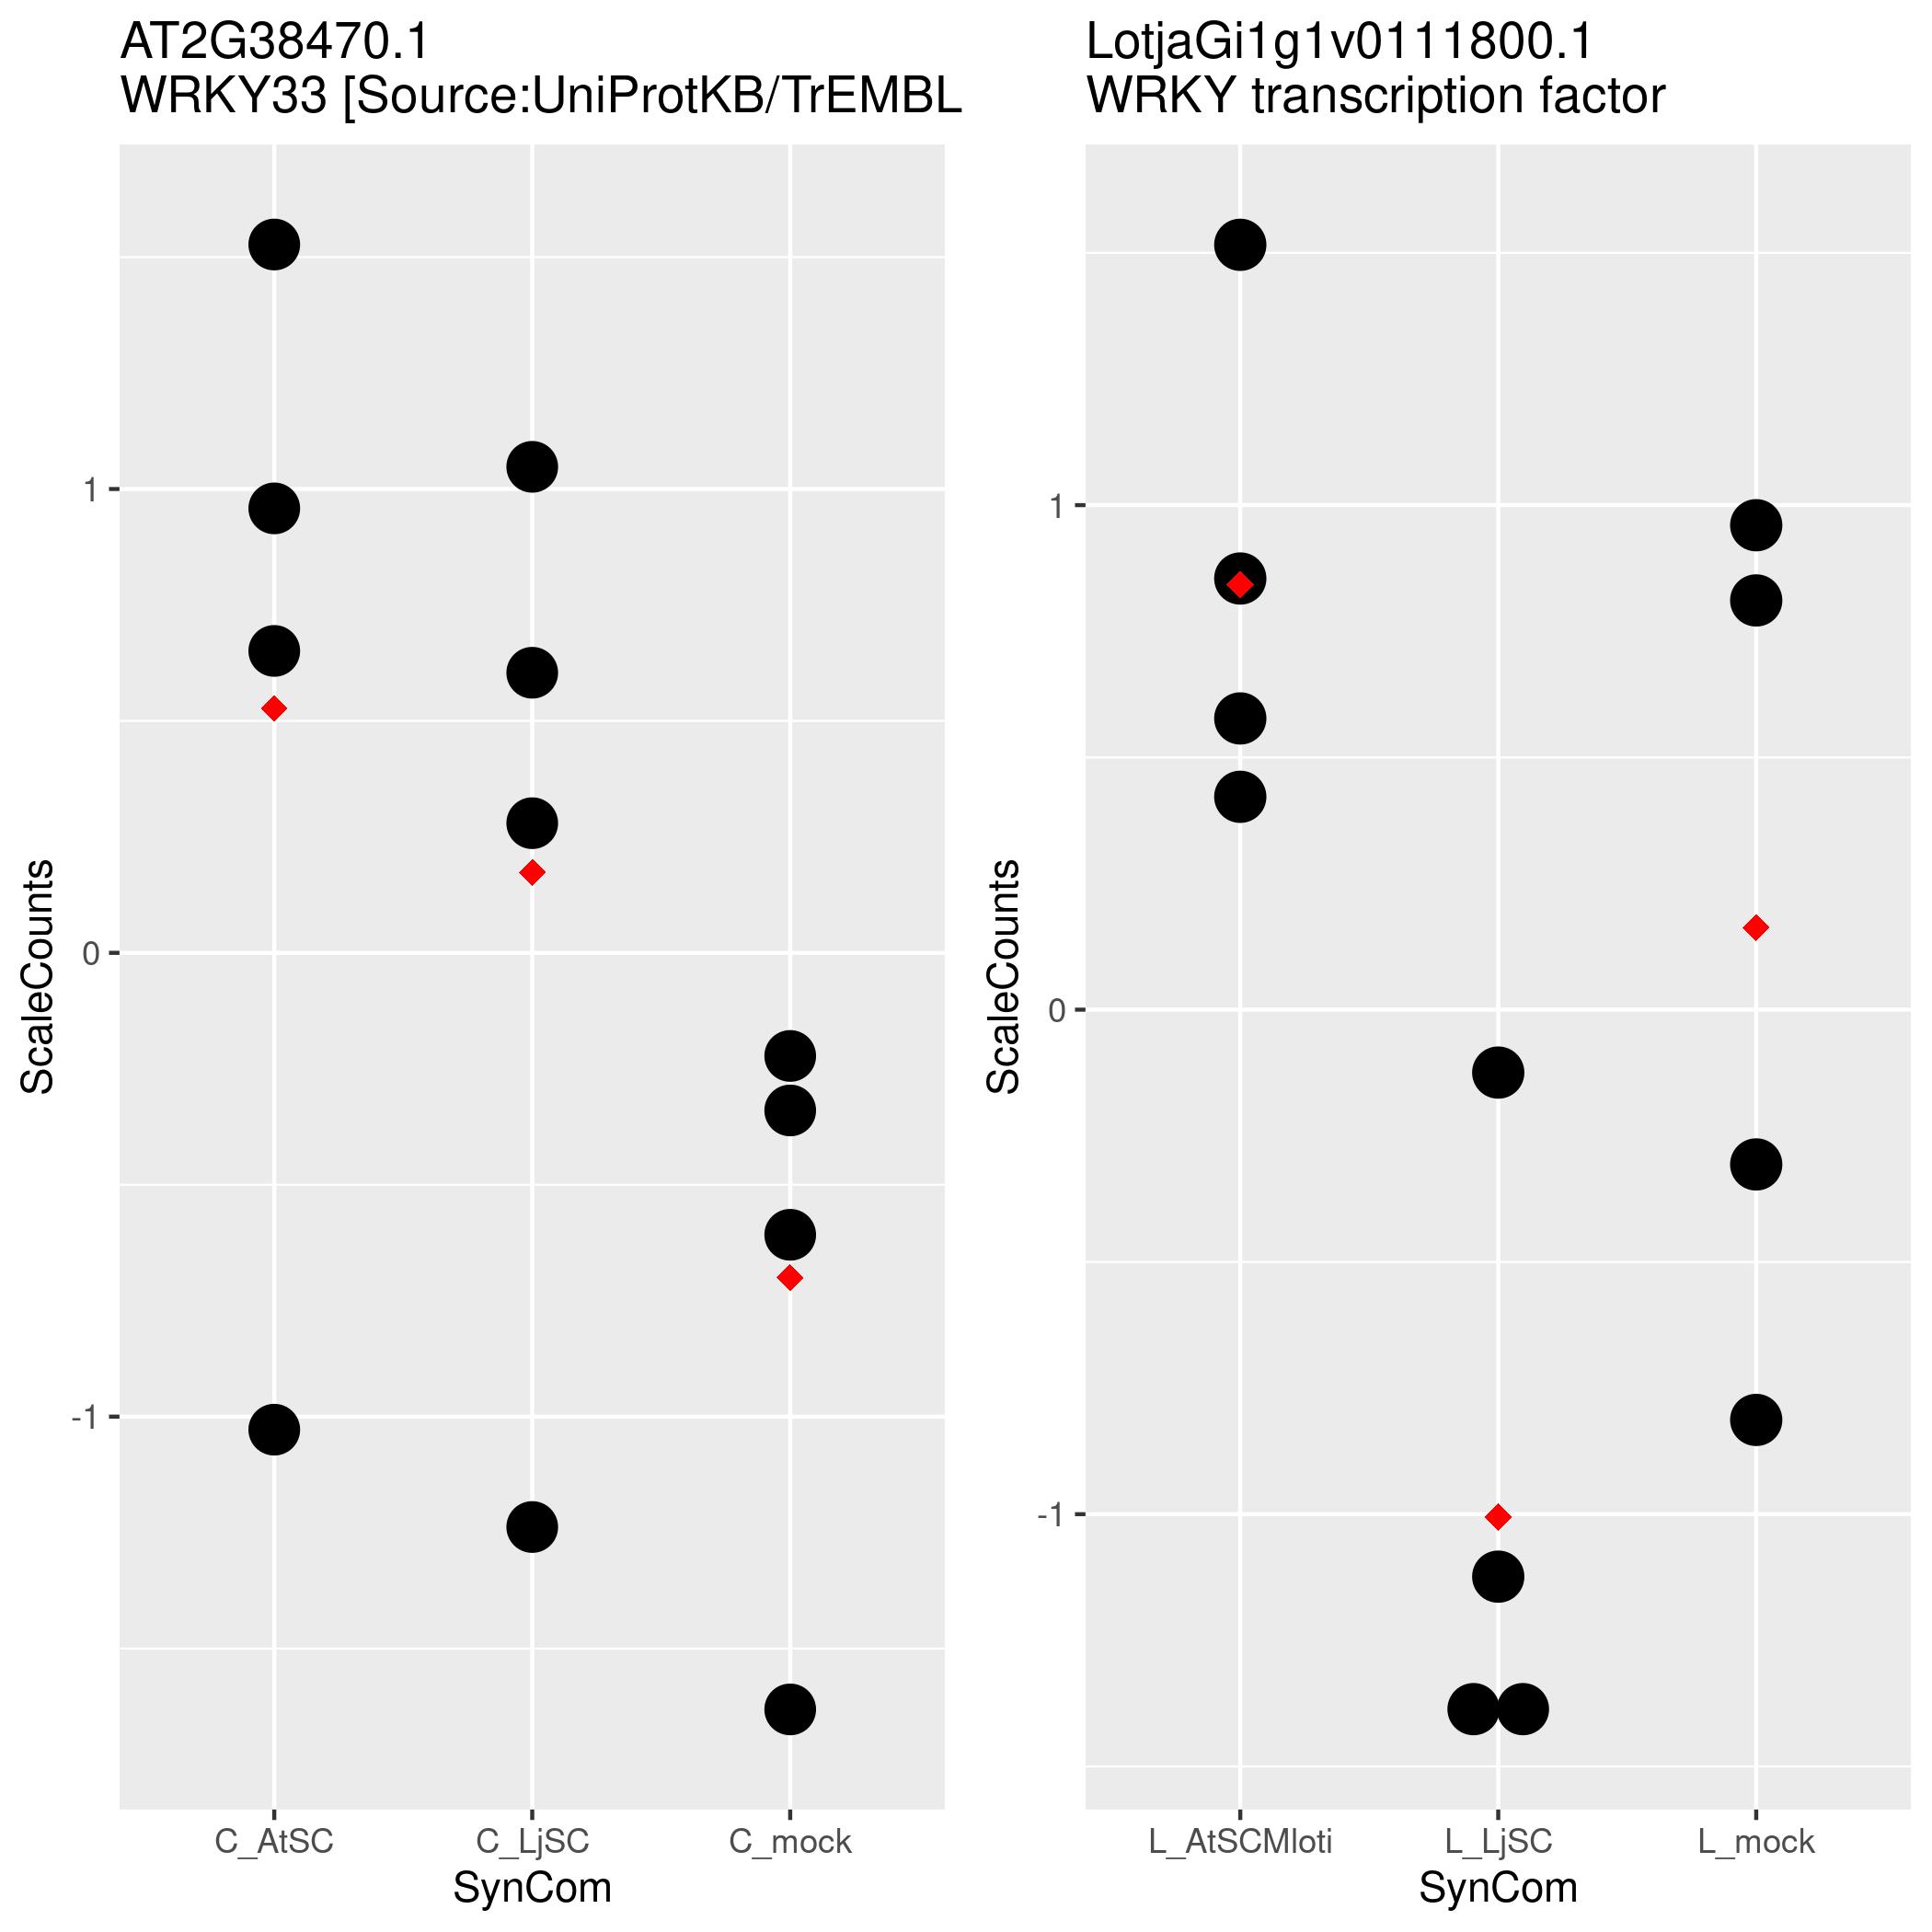 AT2G38470.1
WRKY33 [Source:UniProtKB/TrEMBL
ScaleCounts
1
0
-1
C_AtSC
C_LjSC
C_mock
SynCom
LotjaGi1g1v0111800.1
WRKY transcription factor
ScaleCounts
1
0
-1
L_AtSCMloti
L_LjSC
L_mock
SynCom